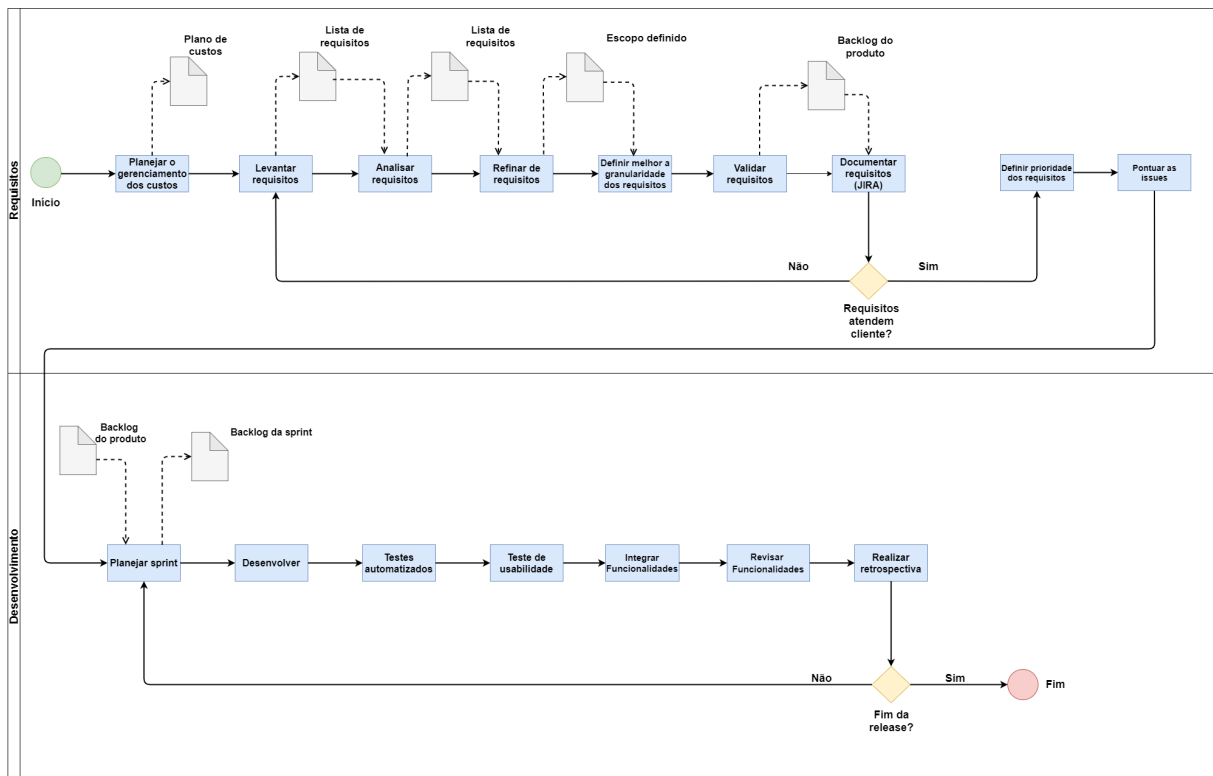 Requisitos
Plano de
custos
Lista de
requisitos
Lista de
requisitos
Escopo definido
Backlog do
produto
Inicio
Planejar o
gerenciamento
dos custos
Levantar
requisitos
Analisar
requisitos
Refinar de
requisitos
Definir melhor a
granularidade
dos requisitos
Validar
requisitos
Documentar
requisitos
(JIRA)
Definir prioridade
dos requisitos
Pontuar as
issues
Não
Sim
Requisitos
atendem
cliente?
Desenvolvimento
Backlog
do produto
Backlog da sprint
Planejar sprint
Desenvolver
Testes
automatizados
Teste de
usabilidade
Integrar
Funcionalidades
Revisar
Funcionalidades
Realizar
retrospectiva
Não
Sim
Fim
Fim da
release?